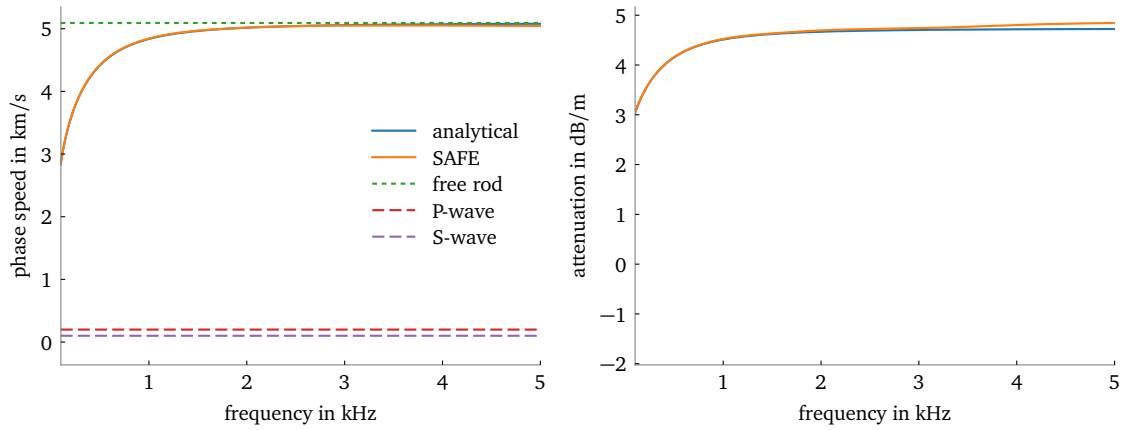 phase speed in km/s
5
4
3
2
1
0
analytical
SAFE
free rod
P-wave
S-wave
1
2
3
4
5
frequency in kHz
attenuation in dB/m
5
4
3
2
1
0
−1
−2
1
2
3
4
5
frequency in kHz